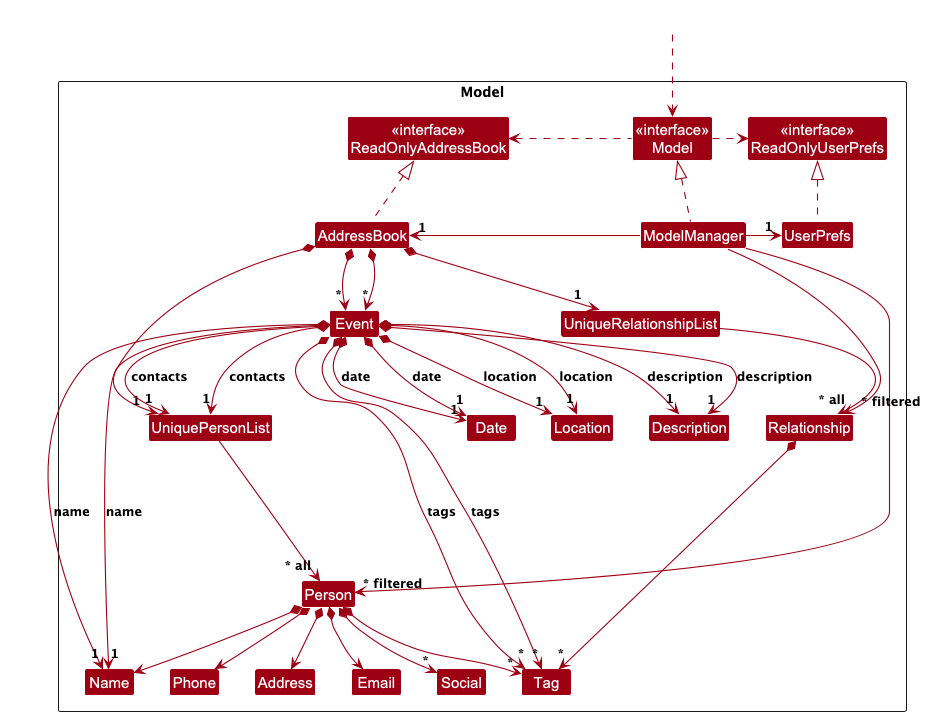 Model
«interface»
ReadOnlyAddressBook
«interface»
Model
«interface»
ReadOnlyUserPrefs
AddressBook
1
ModelManager
1
UserPrefs
*
*
1
Event
UniqueRelationshipList
contacts
contacts
date
date
location
location
description
description
1
1
1
1
1
1
1
1
1
* all
* filtered
UniquePersonList
Date
Location
Description
Relationship
name
name
tags
tags
* all
* filtered
Person
1
1
*
*
*
*
*
Name
Phone
Address
Email
Social
Tag